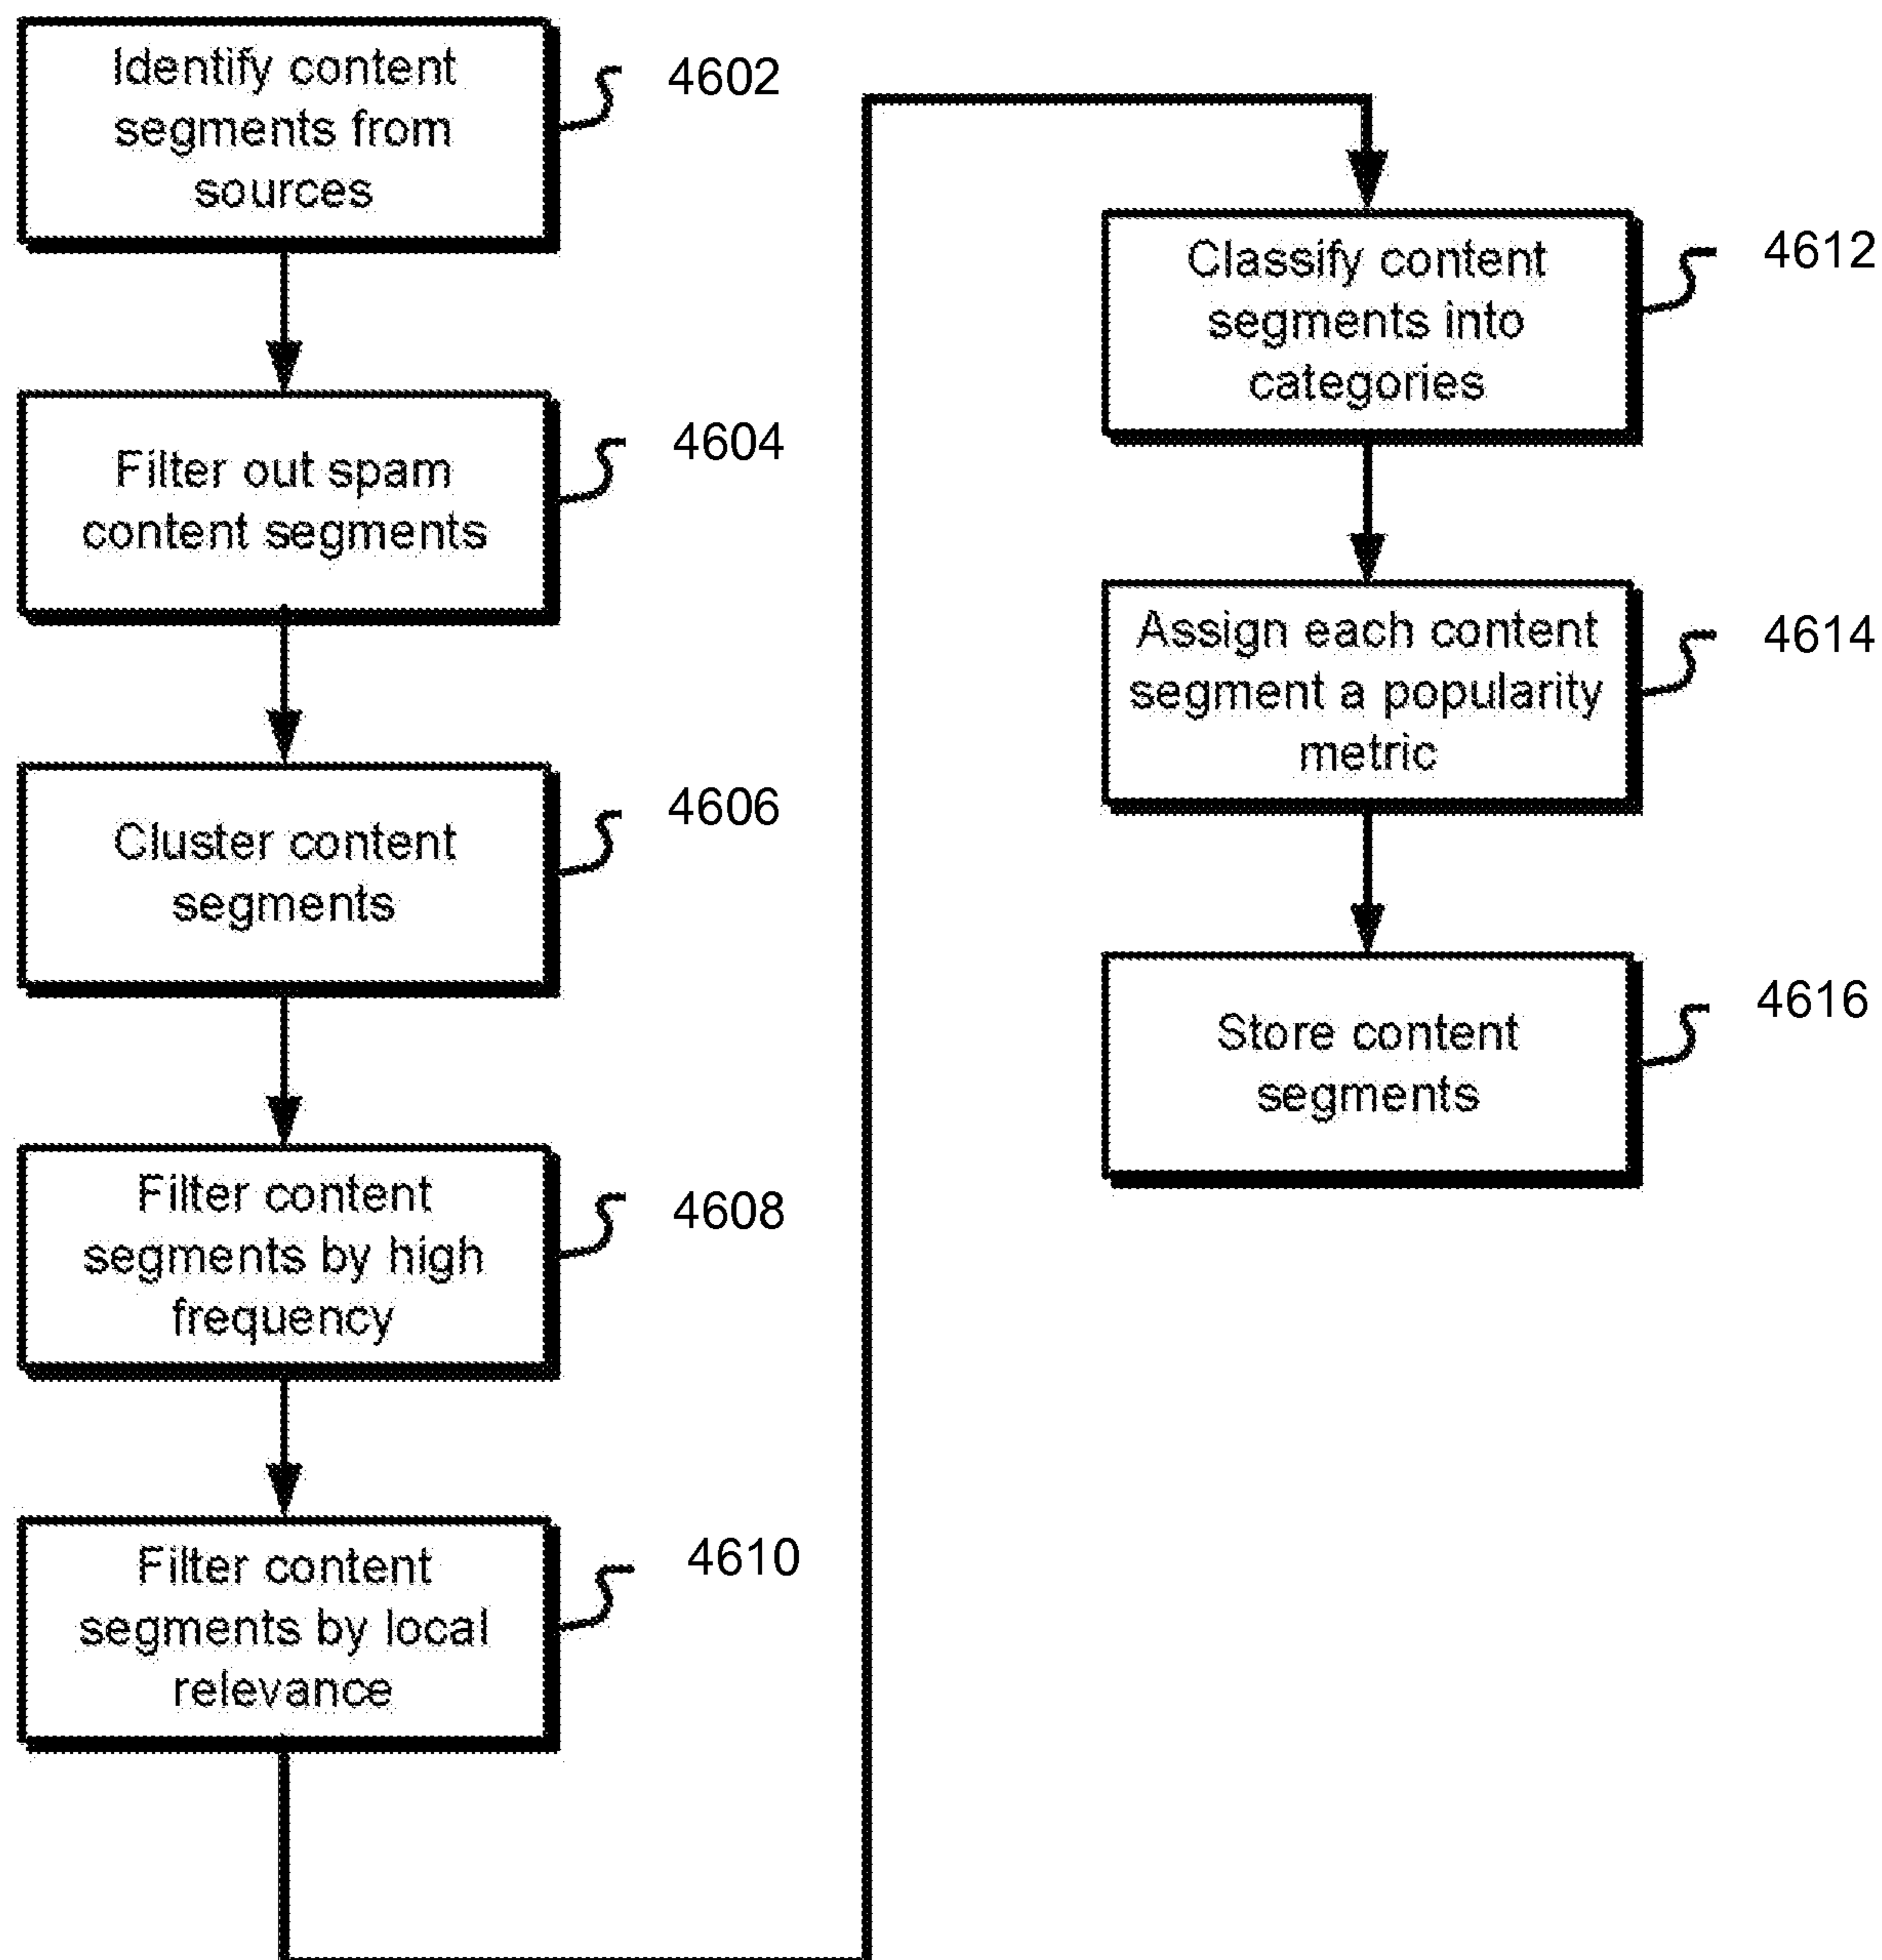 Identify content
segments from
sources
4602
Filter out spam
content segments
4604
Cluster content
segments
4606
Filter content
segments by high
frequency
4608
Filter content
segments by local
relevance
4610
Classify content
segments into
categories
4612
Assign each content
segment a popularity
metric
4614
Store content
segments
4616